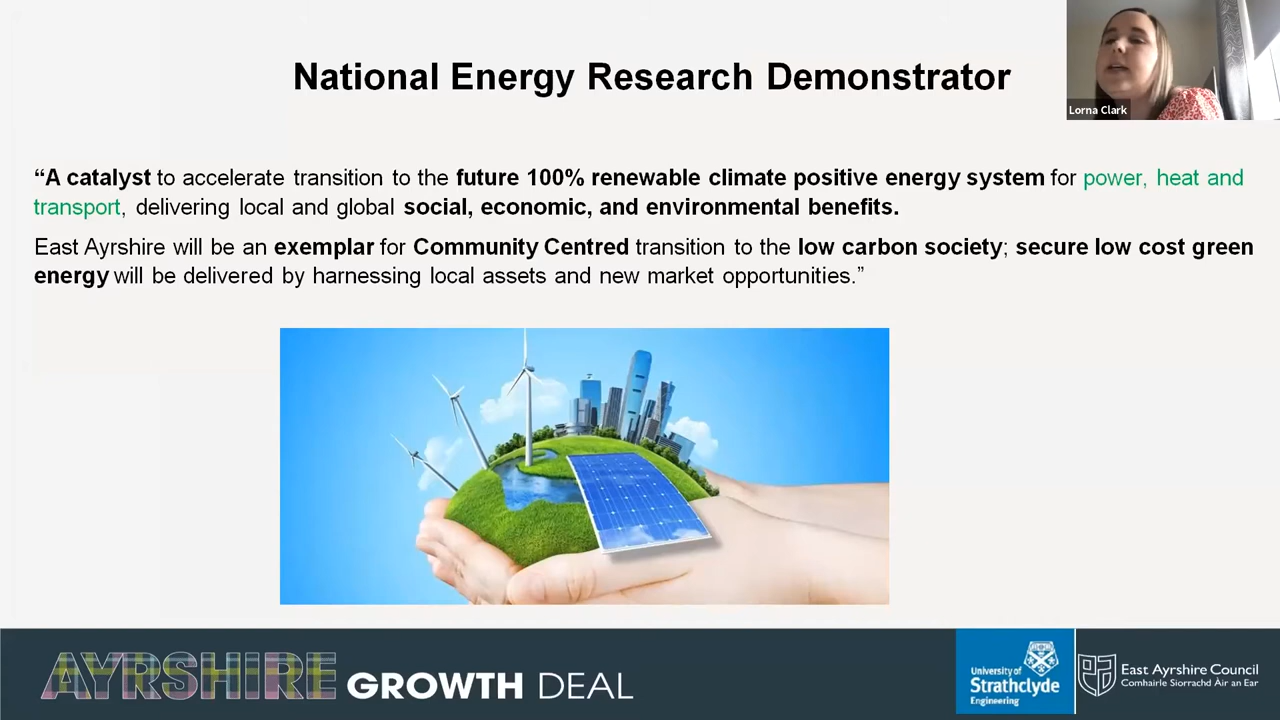 National Energy Research Demonstrator
Lorna Clark
“A catalyst to accelerate transition to the future 100% renewable climate positive energy system for power, heat and
transport, delivering local and global social, economic, and environmental benefits.
East Ayrshire will be an exemplar for Community Centred transition to the low carbon society; secure low cost green
energy will be delivered by harnessing local assets and new market opportunities.”
AYRSHIRE GROWTH DEAL
University of
Strathclyde
Engineering
East Ayrshire Council
Comhairle Siorrachd Àir an Ear